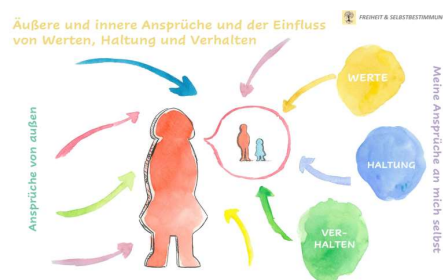 Äußere und innere Ansprüche und der Einfluss
von Werten, Haltung und Verhalten
FREIHEIT & SELBSTBESTIMMUN
Ansprüche von außen
WERTE
HALTUNG
VER-
HALTEN
Meine Ansprüche an mich selbst